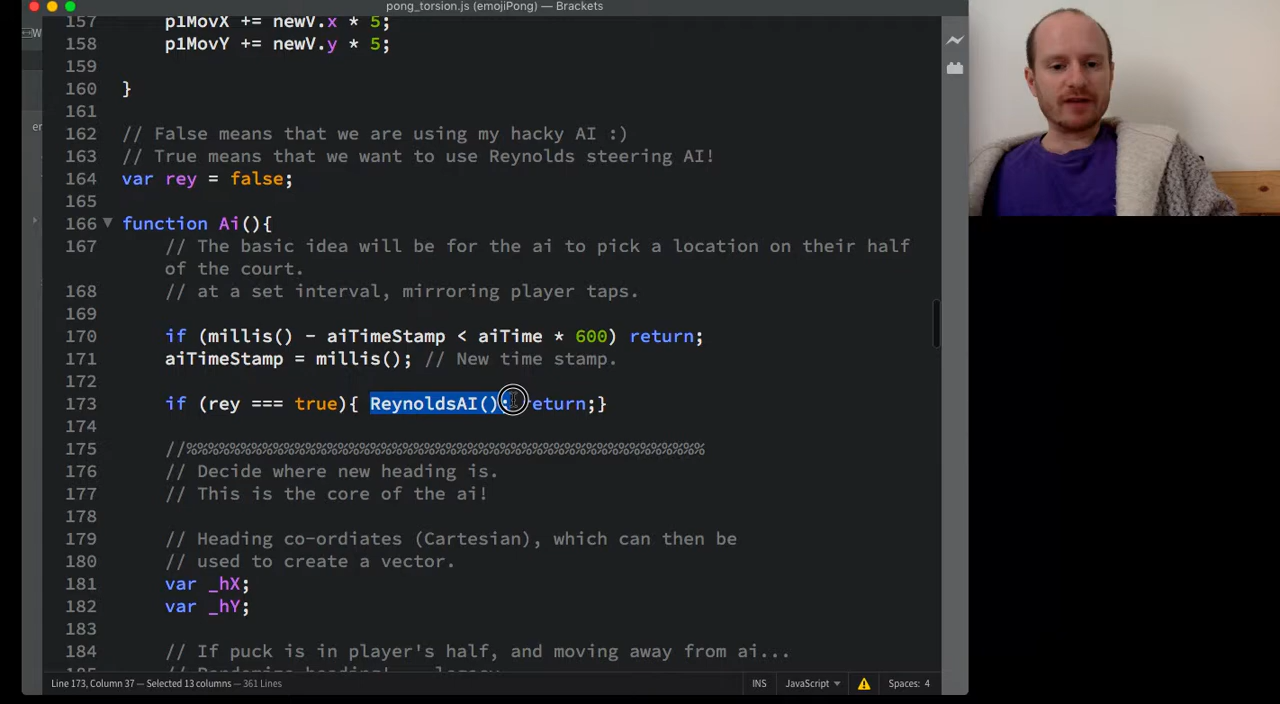 pong_torsion.js (emojiPong) — Brackets
W
er
157 p1MovX += newV.x * 5;
158 p1MovY += newV.y * 5;
159
160 }
161
162 // False means that we are using my hacky AI :)
163 // True means that we want to use Reynolds steering AI!
164 var rey = false;
165
166 function Ai(){
167 // The basic idea will be for the ai to pick a location on their half
of the court.
168 // at a set interval, mirroring player taps.
169
170 if (millis() - aiTimeStamp < aiTime * 600) return;
171 aiTimeStamp = millis(); // New time stamp.
172
173 if (rey === true){ ReynoldsAI(); return;}
174
175 //%%%%%%%%%%%%%%%%%%%%%%%%%%%%%%%%%%%%%%%%%%%%%%%%
176 // Decide where new heading is.
177 // This is the core of the ai!
178
179 // Heading co-ordiates (Cartesian), which can then be
180 // used to create a vector.
181 var _hX;
182 var _hY;
183
184 // If puck is in player's half, and moving away from ai...
Line 173, Column 37 — Selected 13 columns — 361 Lines
INS JavaScript Spaces: 4